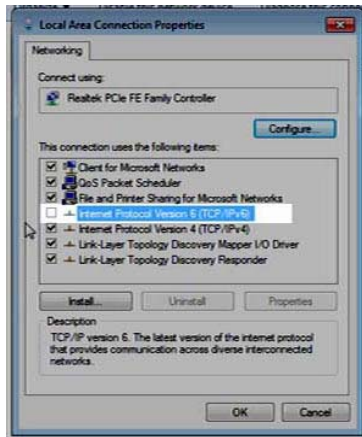 Local Area Connection Properties
Networking
Connect using:
Realtek PCIe FE Family Controller
Configure...
This connection uses the following items:
Client for Microsoft Networks
QoS Packet Scheduler
File and Printer Sharing for Microsoft Networks
Internet Protocol Version 6 (TCP/IPv6)
Internet Protocol Version 4 (TCP/IPv4)
Link-Layer Topology Discovery Mapper I/O Driver
Link-Layer Topology Discovery Responder
Install... Uninstall Properties
Description
TCP/IP version 6. The latest version of the internet protocol
that provides communication across diverse interconnected
networks.
OK Cancel